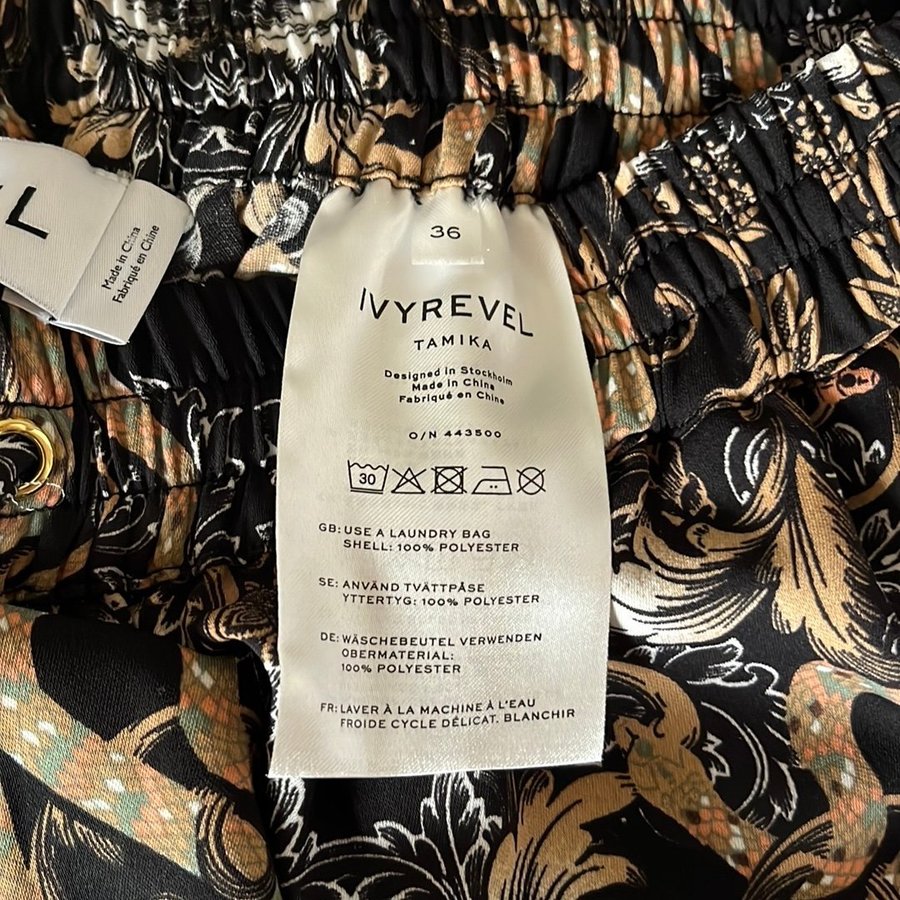 L
Made in China
Fabriqué en Chine
36
IVYREVEL
TAMIKA
Designed in Stockholm
Made in China
Fabriqué en Chine
O/N 443500
30
GB: USE A LAUNDRY BAG
SHELL: 100% POLYESTER
SE: ANVÄND TVÄTTPÅSE
YTTERTYG: 100% POLYESTER
DE: WÄSCHEBEUTEL VERWENDEN
OBERMATERIAL:
100% POLYESTER
FR: LAVER À LA MACHINE À L'EAU
FROIDE CYCLE DÉLICAT. BLANCHIR